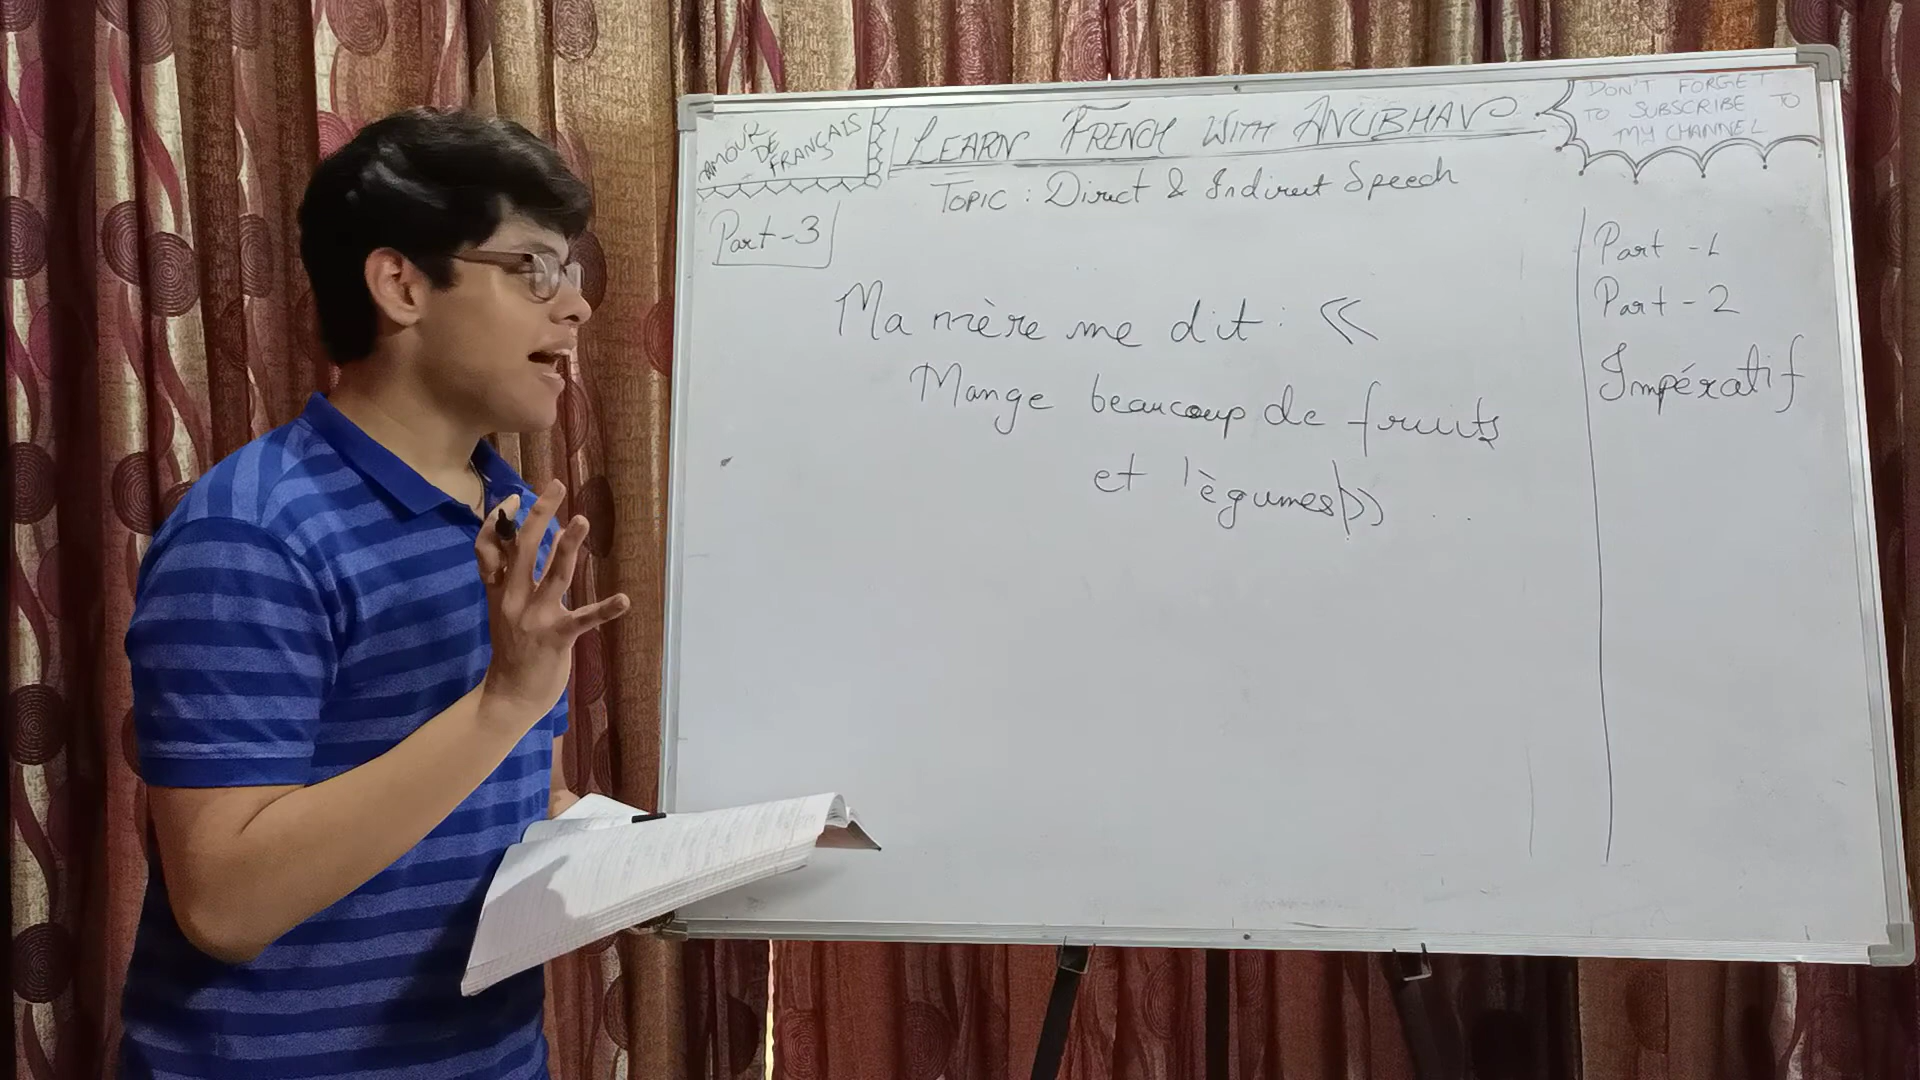 AMOUR
DE
FRANÇAIS
LEARN FRENCH WITH ANUBHAV
DON'T FORGET
TO SUBSCRIBE TO
MY CHANNEL
TOPIC : Direct & Indirect Speech
Part-3
Ma mère me dit : <<
Mange beaucoup de fruits
et lègumes>>
Part - 1
Part - 2
Impératif